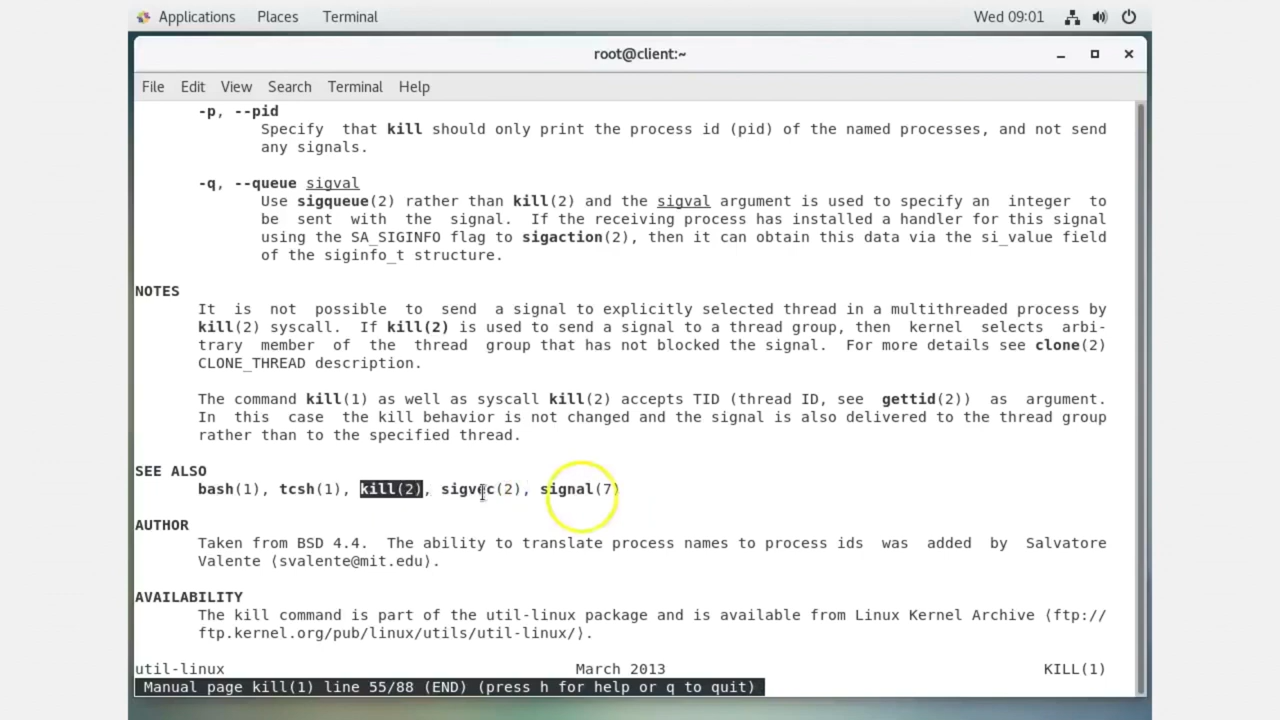 Applications Places Terminal Wed 09:01
root@client:~
File Edit View Search Terminal Help
-p, --pid
Specify that kill should only print the process id (pid) of the named processes, and not send
any signals.
-q, --queue sigval
Use sigqueue(2) rather than kill(2) and the sigval argument is used to specify an integer to
be sent with the signal. If the receiving process has installed a handler for this signal
using the SA_SIGINFO flag to sigaction(2), then it can obtain this data via the si_value field
of the siginfo_t structure.
NOTES
It is not possible to send a signal to explicitly selected thread in a multithreaded process by
kill(2) syscall. If kill(2) is used to send a signal to a thread group, then kernel selects arbi-
trary member of the thread group that has not blocked the signal. For more details see clone(2)
CLONE_THREAD description.
The command kill(1) as well as syscall kill(2) accepts TID (thread ID, see gettid(2)) as argument.
In this case the kill behavior is not changed and the signal is also delivered to the thread group
rather than to the specified thread.
SEE ALSO
bash(1), tcsh(1), kill(2), sigvec(2), signal(7)
AUTHOR
Taken from BSD 4.4. The ability to translate process names to process ids was added by Salvatore
Valente ⟨svalente@mit.edu⟩.
AVAILABILITY
The kill command is part of the util-linux package and is available from Linux Kernel Archive ⟨ftp://
ftp.kernel.org/pub/linux/utils/util-linux/⟩.
util-linux March 2013 KILL(1)
Manual page kill(1) line 55/88 (END) (press h for help or q to quit)